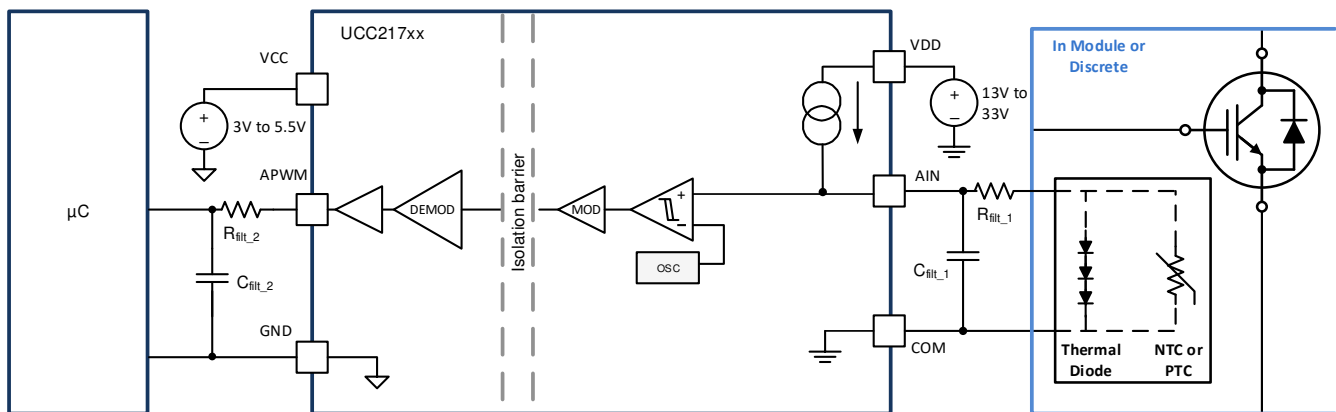 UCC217xx
In Module or
Discrete
VCC
VDD
+
3V to 5.5V
−
+
13V to
33V
−
Isolation barrier
APWM
AIN
µC
DEMOD
MOD
+
−
Rfilt_2
Rfilt_1
OSC
Cfilt_2
Cfilt_1
GND
COM
Thermal
Diode
NTC or
PTC